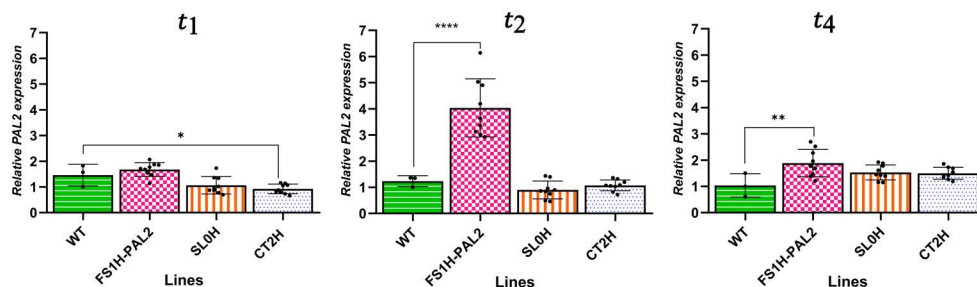 t1
Relative PAL2 expression
7
6
5
4
3
2
1
0
*
WT
FS1H-PAL2
SL0H
CT2H
Lines
t2
Relative PAL2 expression
7
6
5
4
3
2
1
0
****
WT
FS1H-PAL2
SL0H
CT2H
Lines
t4
Relative PAL2 expression
7
6
5
4
3
2
1
0
**
WT
FS1H-PAL2
SL0H
CT2H
Lines